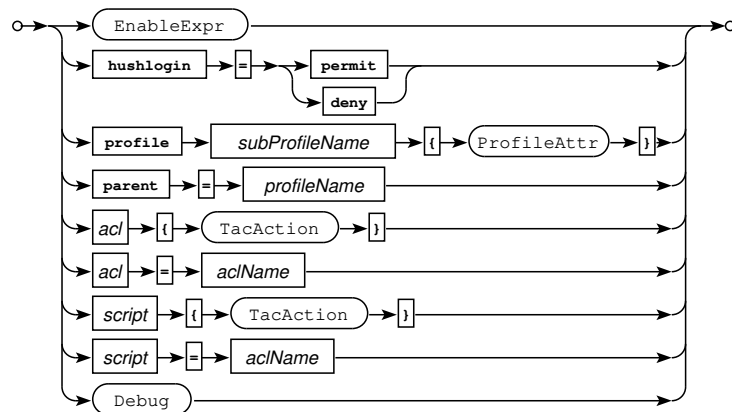 EnableExpr
hushlogin = permit
deny
profile subProfileName { ProfileAttr }
parent = profileName
acl { TacAction }
acl = aclName
script { TacAction }
script = aclName
Debug